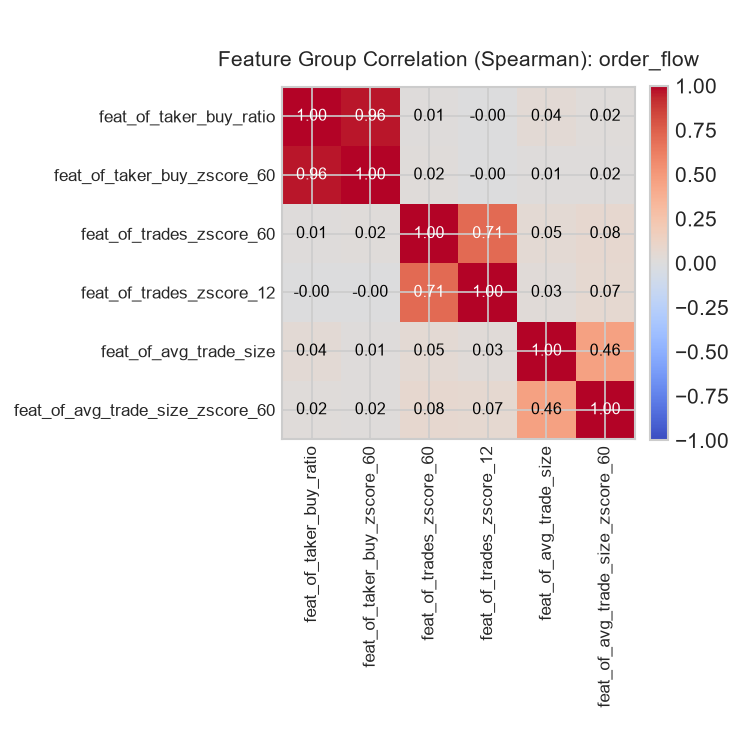 Feature Group Correlation (Spearman): order_flow
feat_of_taker_buy_ratio 1.00 0.96 0.01 -0.00 0.04 0.02
feat_of_taker_buy_zscore_60 0.96 1.00 0.02 -0.00 0.01 0.02
feat_of_trades_zscore_60 0.01 0.02 1.00 0.71 0.05 0.08
feat_of_trades_zscore_12 -0.00 -0.00 0.71 1.00 0.03 0.07
feat_of_avg_trade_size 0.04 0.01 0.05 0.03 1.00 0.46
feat_of_avg_trade_size_zscore_60 0.02 0.02 0.08 0.07 0.46 1.00
feat_of_taker_buy_ratio
feat_of_taker_buy_zscore_60
feat_of_trades_zscore_60
feat_of_trades_zscore_12
feat_of_avg_trade_size
feat_of_avg_trade_size_zscore_60
1.00
0.75
0.50
0.25
0.00
−0.25
−0.50
−0.75
−1.00